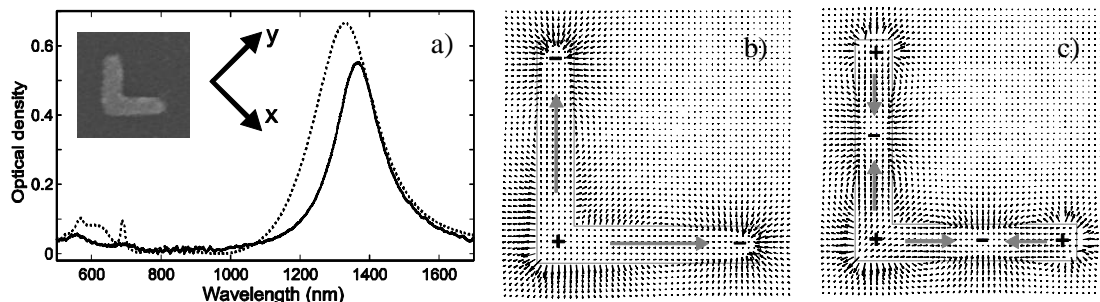 a)
y
x
Optical density
0.6
0.4
0.2
0
600 800 1000 1200 1400 1600
Wavelength (nm)
b)
-
+ -
c)
+
-
+ - +